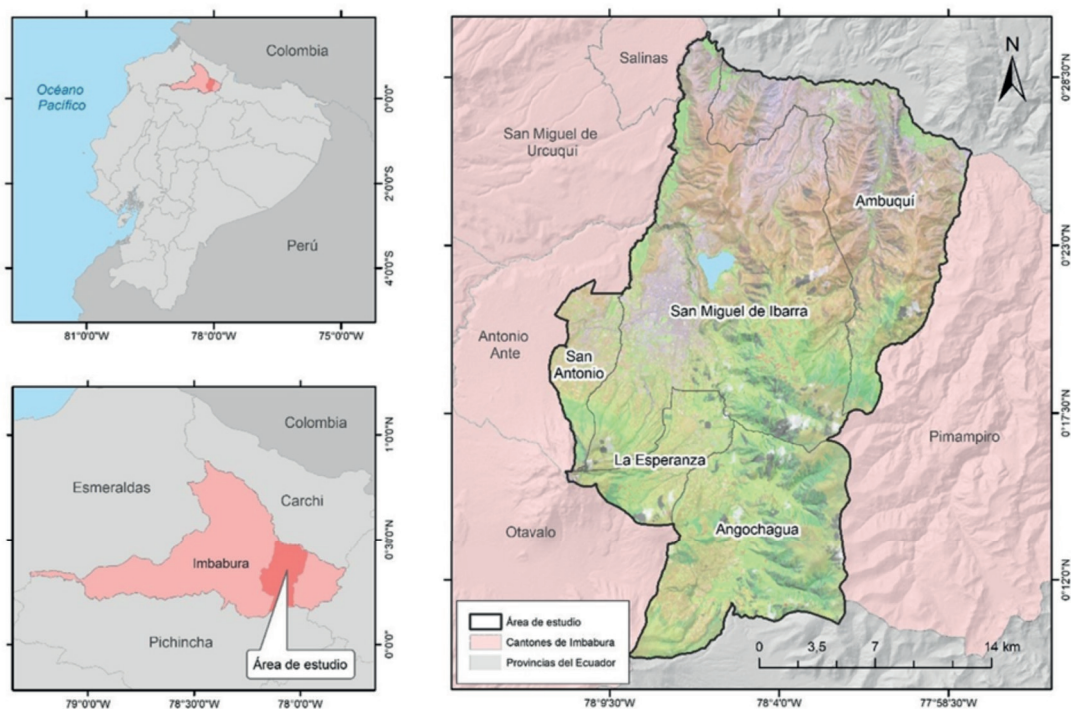 Colombia
Océano
Pacífico
Perú
0°0'0"
2°0'0"S
4°0'0"S
81°0'0"W
78°0'0"W
75°0'0"W
Colombia
Esmeraldas
Carchi
Imbabura
Pichincha
Área de estudio
1°0'0"N
0°30'0"N
0°0'0"
79°0'0"W
78°30'0"W
78°0'0"W
N
Salinas
San Miguel de
Urcuquí
Ambuquí
San Miguel de Ibarra
Antonio
Ante
San
Antonio
Pimampiro
La Esperanza
Otavalo
Angochagua
Área de estudio
Cantones de Imbabura
Provincias del Ecuador
0 3,5 7 14 km
0°28'30"N
0°23'0"N
0°17'30"N
0°12'0"N
78°9'30"W
78°4'0"W
77°58'30"W